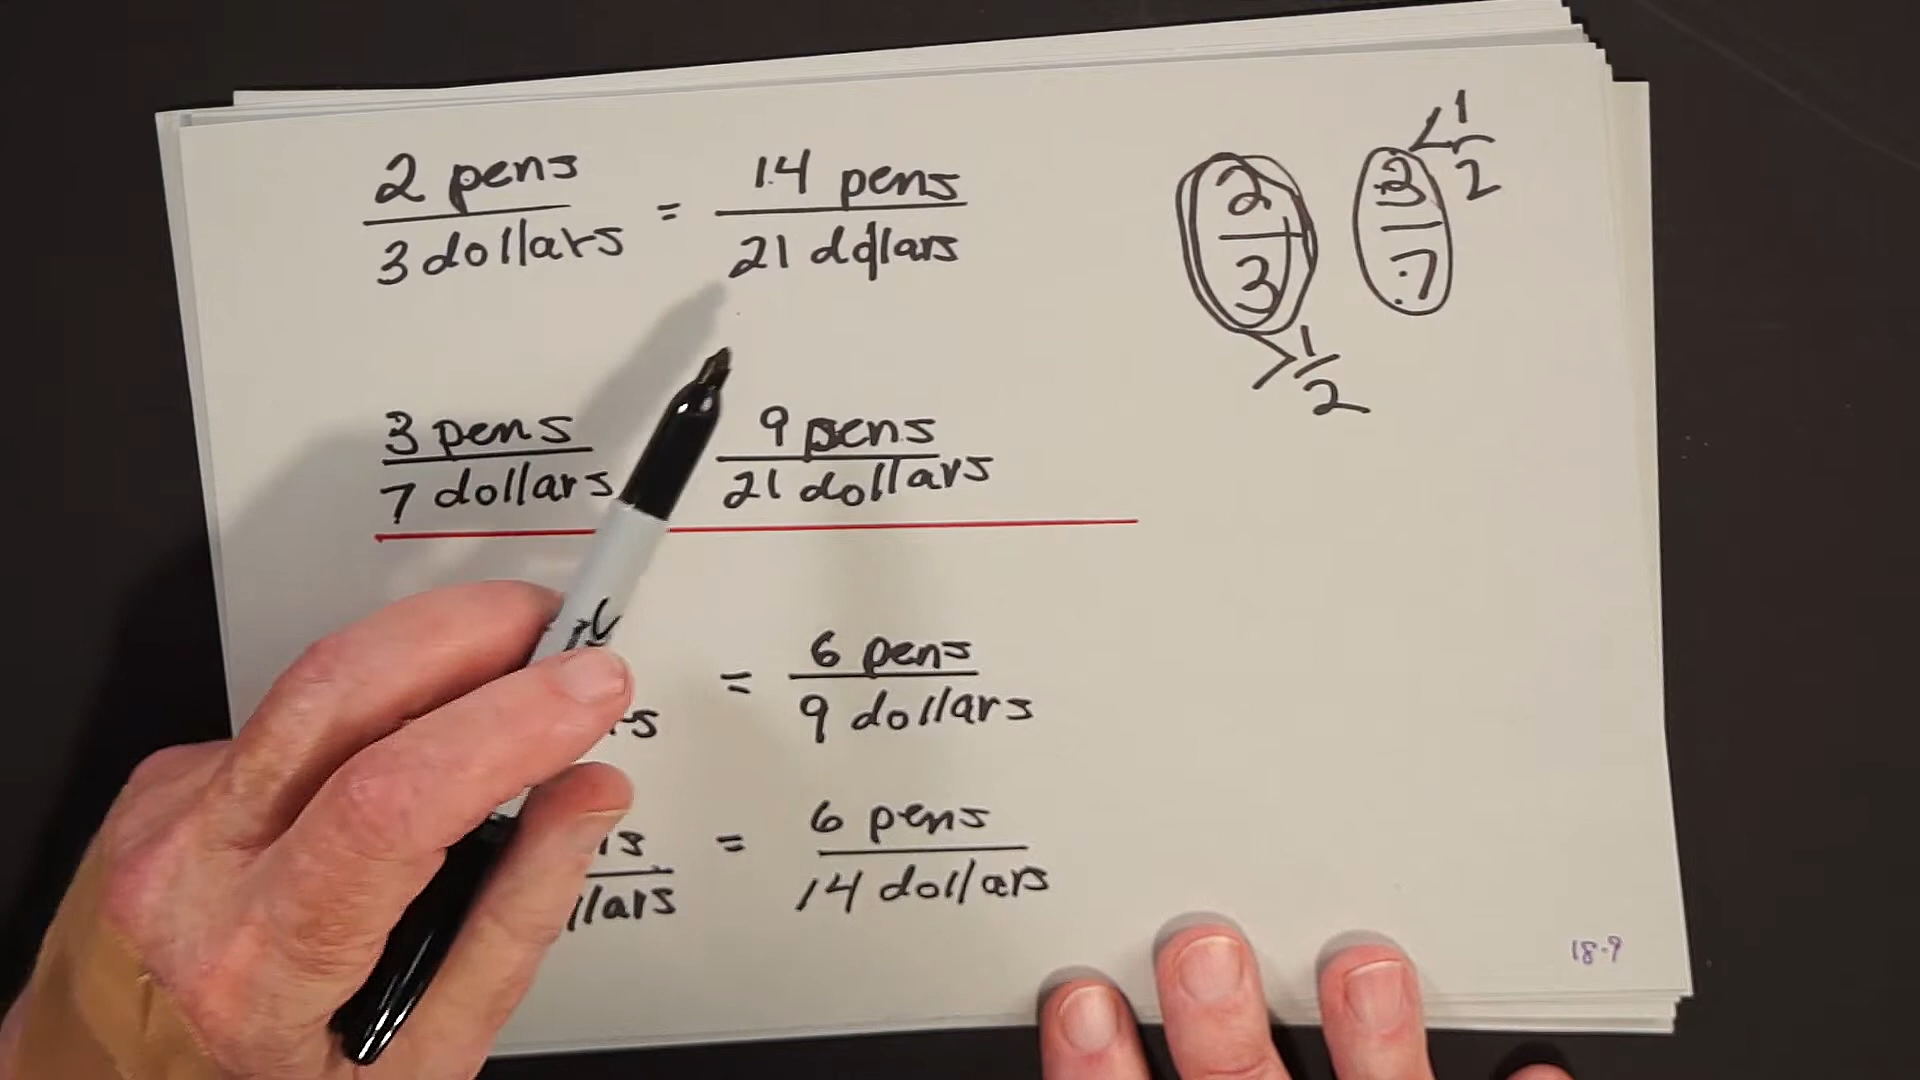 2 pens
3 dollars
=
14 pens
21 dollars
3 pens
7 dollars
9 pens
21 dollars
=
6 pens
9 dollars
=
6 pens
14 dollars
2
3
>
1
2
3
7
<
1
2
18-9